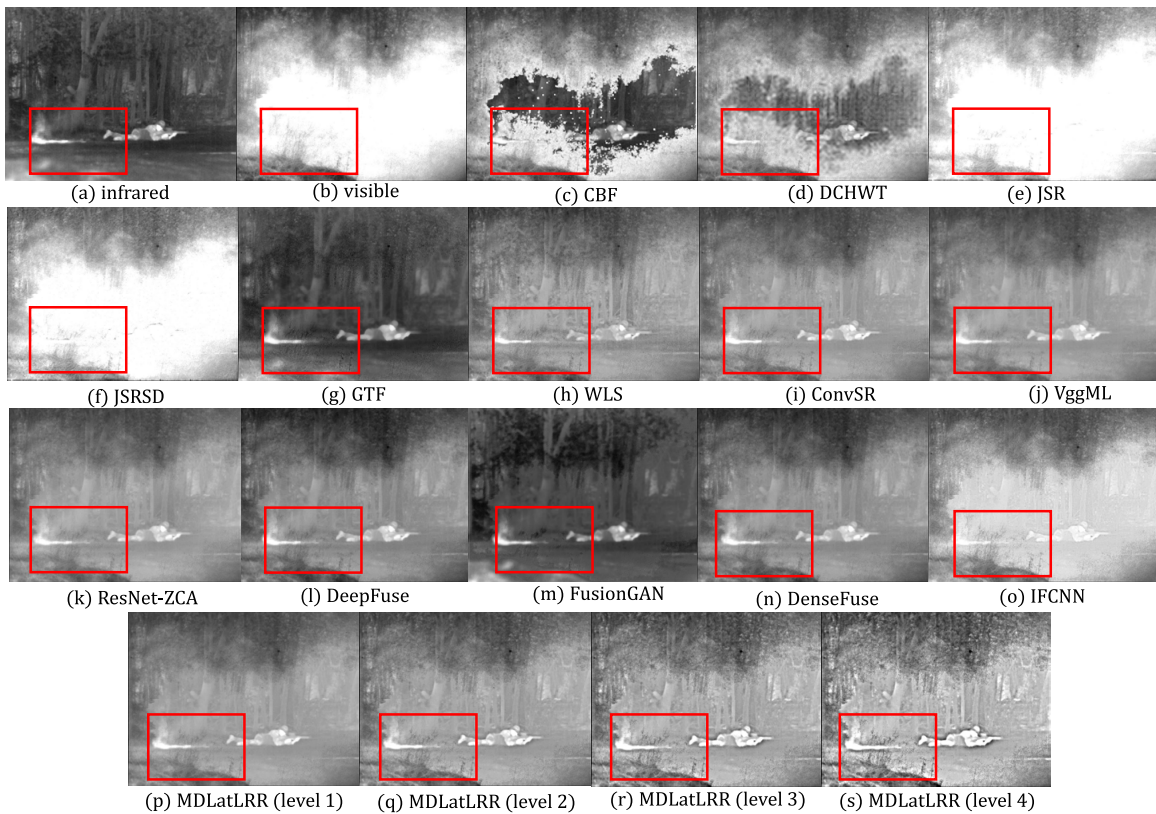 (a) infrared
(b) visible
(c) CBF
(d) DCHWT
(e) JSR
(f) JSRSD
(g) GTF
(h) WLS
(i) ConvSR
(j) VggML
(k) ResNet-ZCA
(l) DeepFuse
(m) FusionGAN
(n) DenseFuse
(o) IFCNN
(p) MDLatLRR (level 1)
(q) MDLatLRR (level 2)
(r) MDLatLRR (level 3)
(s) MDLatLRR (level 4)